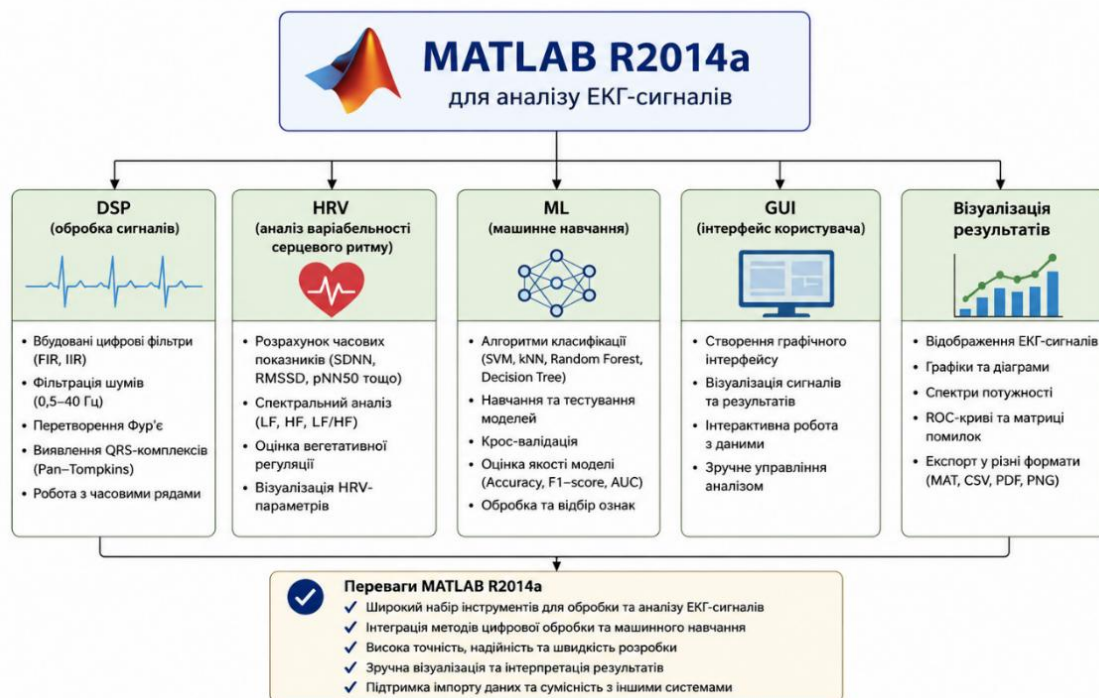 MATLAB R2014a
для аналізу ЕКГ-сигналів
DSP
(обробка сигналів)
• Вбудовані цифрові фільтри
(FIR, IIR)
• Фільтрація шумів
(0,5–40 Гц)
• Перетворення Фур'є
• Виявлення QRS-комплексів
(Pan–Tompkins)
• Робота з часовими рядами
HRV
(аналіз варіабельності
серцевого ритму)
• Розрахунок часових
показників (SDNN,
RMSSD, pNN50 тощо)
• Спектральний аналіз
(LF, HF, LF/HF)
• Оцінка вегетативної
регуляції
• Візуалізація HRV-
параметрів
ML
(машинне навчання)
• Алгоритми класифікації
(SVM, kNN, Random Forest,
Decision Tree)
• Навчання та тестування
моделей
• Крос-валідація
• Оцінка якості моделі
(Accuracy, F1–score, AUC)
• Обробка та відбір ознак
GUI
(інтерфейс користувача)
• Створення графічного
інтерфейсу
• Візуалізація сигналів
та результатів
• Інтерактивна робота
з даними
• Зручне управління
аналізом
Візуалізація
результатів
• Відображення ЕКГ-сигналів
• Графіки та діаграми
• Спектри потужності
• ROC-криві та матриці
помилок
• Експорт у різні формати
(MAT, CSV, PDF, PNG)
Переваги MATLAB R2014a
✓ Широкий набір інструментів для обробки та аналізу ЕКГ-сигналів
✓ Інтеграція методів цифрової обробки та машинного навчання
✓ Висока точність, надійність та швидкість розробки
✓ Зручна візуалізація та інтерпретація результатів
✓ Підтримка імпорту даних та сумісність з іншими системами